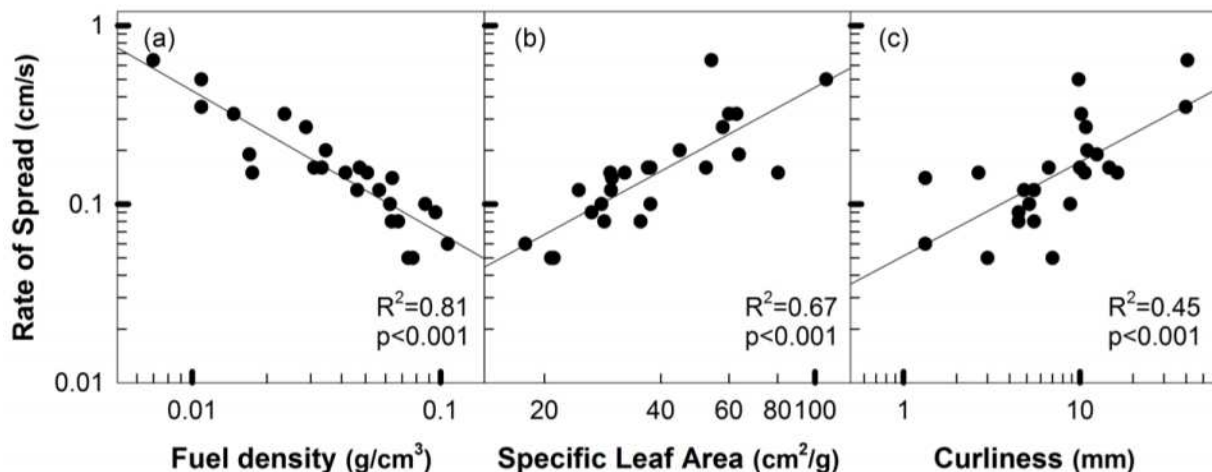 Rate of Spread (cm/s)
1
0.1
0.01
(a)
R²=0.81
p<0.001
0.01 0.1
Fuel density (g/cm³)
(b)
R²=0.67
p<0.001
20 40 60 80 100
Specific Leaf Area (cm²/g)
(c)
R²=0.45
p<0.001
1 10
Curliness (mm)